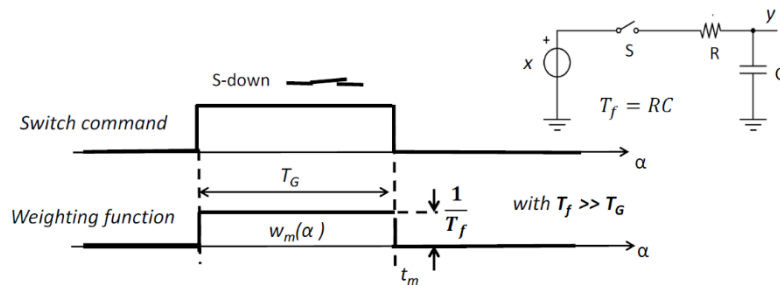 S-down
Switch command
α
T_G
Weighting function
w_m(α)
1
T_f
with T_f >> T_G
α
t_m
+
x
S
R
y
C
T_f = RC